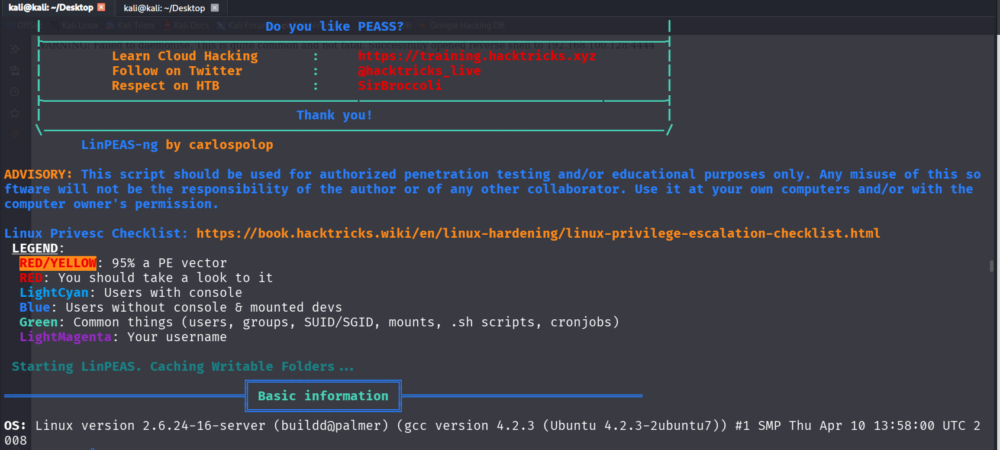 kali@kali: ~/Desktop kali@kali: ~/Desktop
Kali Linux Kali Tools Kali Docs Kali Forum Google Hacking DB
Do you like PEASS?
WARNING: Failed to daemonise. This is quite common and not fatal. Successfully opened reverse shell to 192.168.100.128:4444
Learn Cloud Hacking : https://training.hacktricks.xyz
Follow on Twitter : @hacktricks_live
Respect on HTB : SirBroccoli
Thank you!
LinPEAS-ng by carlospolop
ADVISORY: This script should be used for authorized penetration testing and/or educational purposes only. Any misuse of this so
ftware will not be the responsibility of the author or of any other collaborator. Use it at your own computers and/or with the
computer owner's permission.
Linux Privesc Checklist: https://book.hacktricks.wiki/en/linux-hardening/linux-privilege-escalation-checklist.html
LEGEND:
RED/YELLOW: 95% a PE vector
RED: You should take a look to it
LightCyan: Users with console
Blue: Users without console & mounted devs
Green: Common things (users, groups, SUID/SGID, mounts, .sh scripts, cronjobs)
LightMagenta: Your username
Starting LinPEAS. Caching Writable Folders...
Basic information
OS: Linux version 2.6.24-16-server (buildd@palmer) (gcc version 4.2.3 (Ubuntu 4.2.3-2ubuntu7)) #1 SMP Thu Apr 10 13:58:00 UTC 2
008